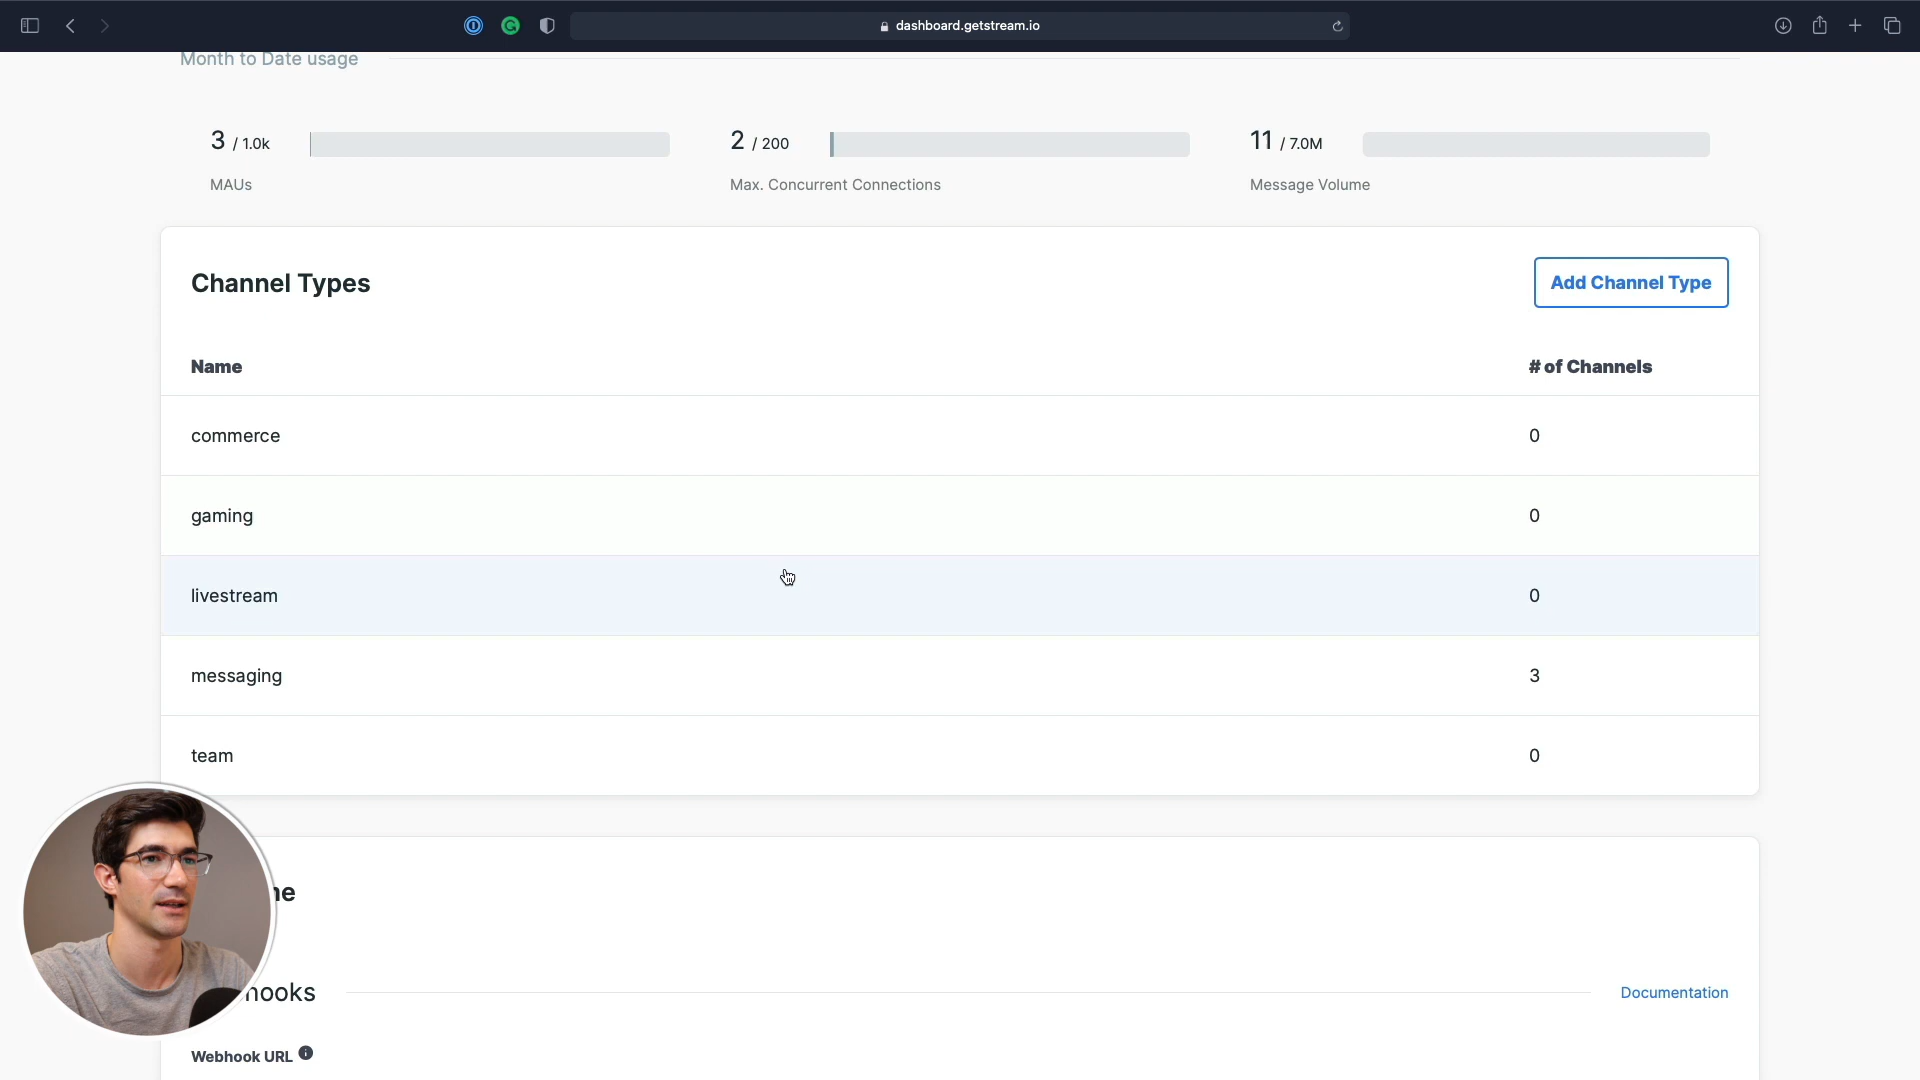 dashboard.getstream.io
Month to Date usage
3 / 1.0k
MAUs
2 / 200
Max. Concurrent Connections
11 / 7.0M
Message Volume
Channel Types
Add Channel Type
Name # of Channels
commerce 0
gaming 0
livestream 0
messaging 3
team 0
ne
hooks
Documentation
Webhook URL